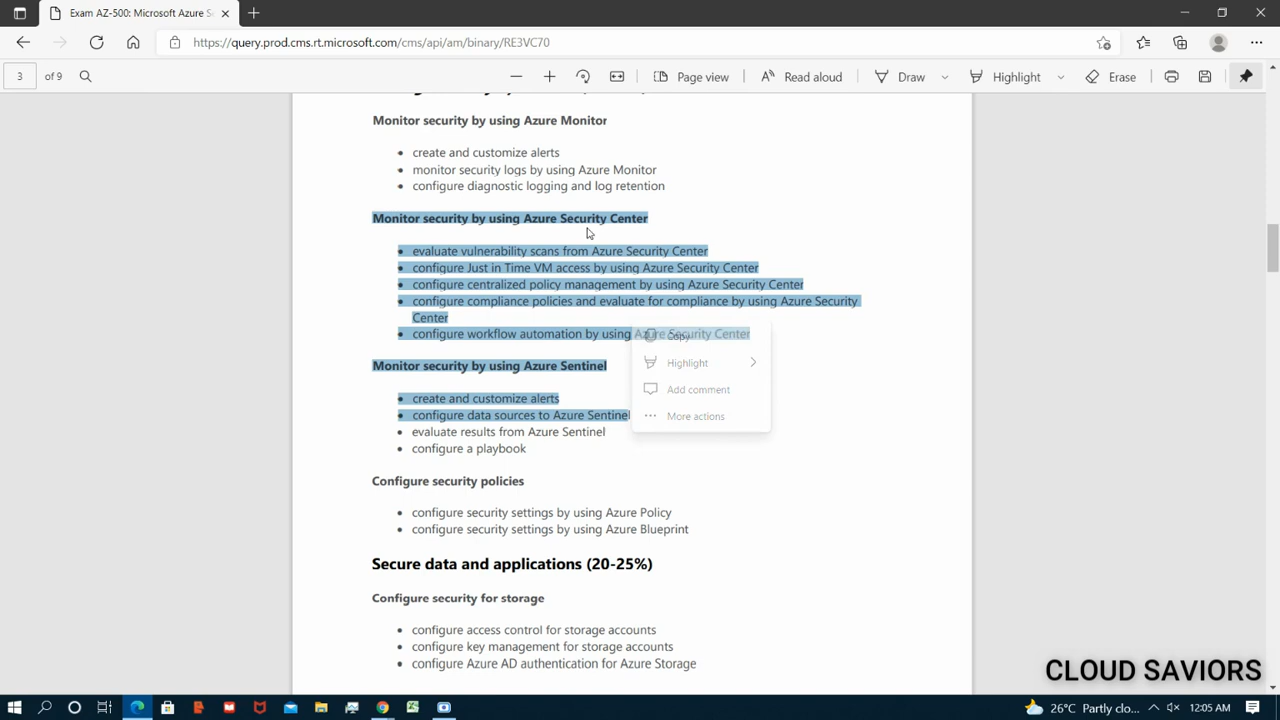 Exam AZ-500: Microsoft Azure S
https://query.prod.cms.rt.microsoft.com/cms/api/am/binary/RE3VC70
3 of 9
Page view
Read aloud
Draw
Highlight
Erase
Monitor security by using Azure Monitor
• create and customize alerts
• monitor security logs by using Azure Monitor
• configure diagnostic logging and log retention
Monitor security by using Azure Security Center
• evaluate vulnerability scans from Azure Security Center
• configure Just in Time VM access by using Azure Security Center
• configure centralized policy management by using Azure Security Center
• configure compliance policies and evaluate for compliance by using Azure Security
Center
• configure workflow automation by using Azure Security Center
Copy
Monitor security by using Azure Sentinel
Highlight
Add comment
More actions
• create and customize alerts
• configure data sources to Azure Sentinel
• evaluate results from Azure Sentinel
• configure a playbook
Configure security policies
• configure security settings by using Azure Policy
• configure security settings by using Azure Blueprint
Secure data and applications (20-25%)
Configure security for storage
• configure access control for storage accounts
• configure key management for storage accounts
• configure Azure AD authentication for Azure Storage
CLOUD SAVIORS
26°C Partly clo...
12:05 AM